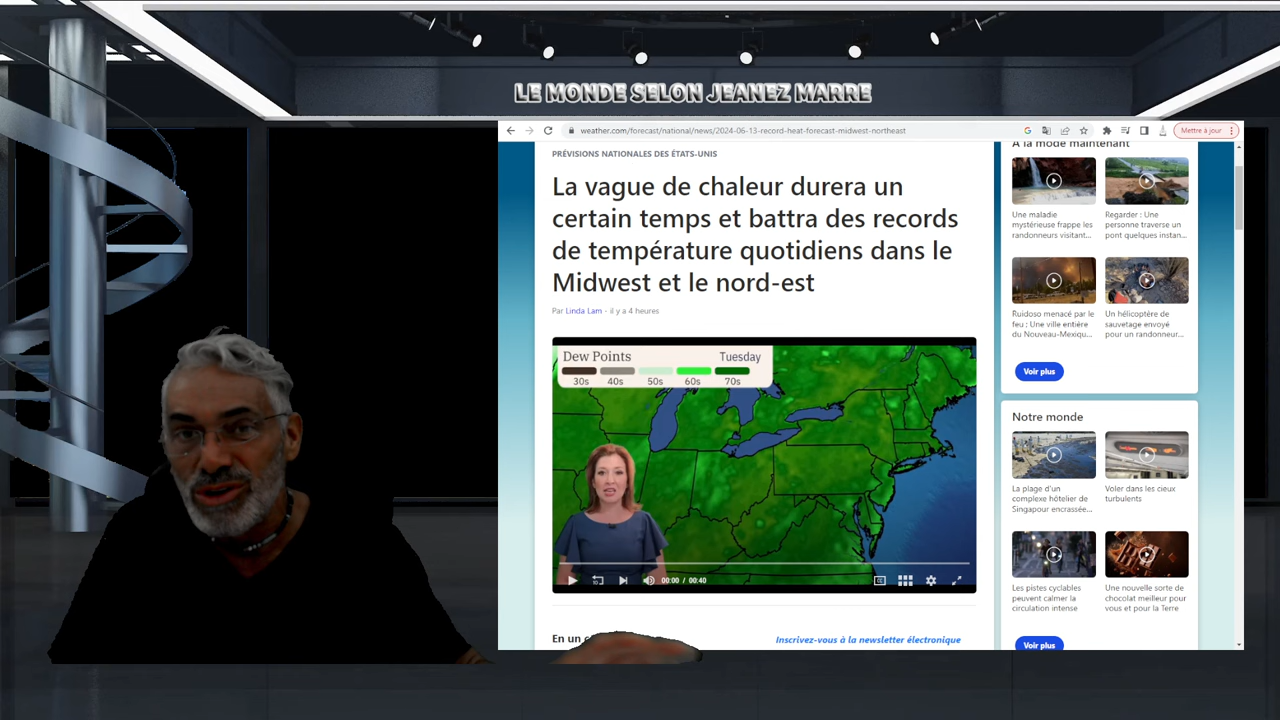 LE MONDE SELON JEANEZ MARRE
weather.com/forecast/national/news/2024-06-13-record-heat-forecast-midwest-northeast
Mettre à jour
PRÉVISIONS NATIONALES DES ÉTATS-UNIS
La vague de chaleur durera un
certain temps et battra des records
de température quotidiens dans le
Midwest et le nord-est
Par Linda Lam - il y a 4 heures
Dew Points Tuesday
30s 40s 50s 60s 70s
00:00 / 00:40
En un
Inscrivez-vous à la newsletter électronique
A la mode maintenant
Une maladie
mystérieuse frappe les
randonneurs visitant...
Regarder : Une
personne traverse un
pont quelques instan...
Ruidoso menacé par le
feu : Une ville entière
du Nouveau-Mexiqu...
Un hélicoptère de
sauvetage envoyé
pour un randonneur...
Voir plus
Notre monde
La plage d'un
complexe hôtelier de
Singapour encrassée...
Voler dans les cieux
turbulents
Les pistes cyclables
peuvent calmer la
circulation intense
Une nouvelle sorte de
chocolat meilleur pour
vous et pour la Terre
Voir plus